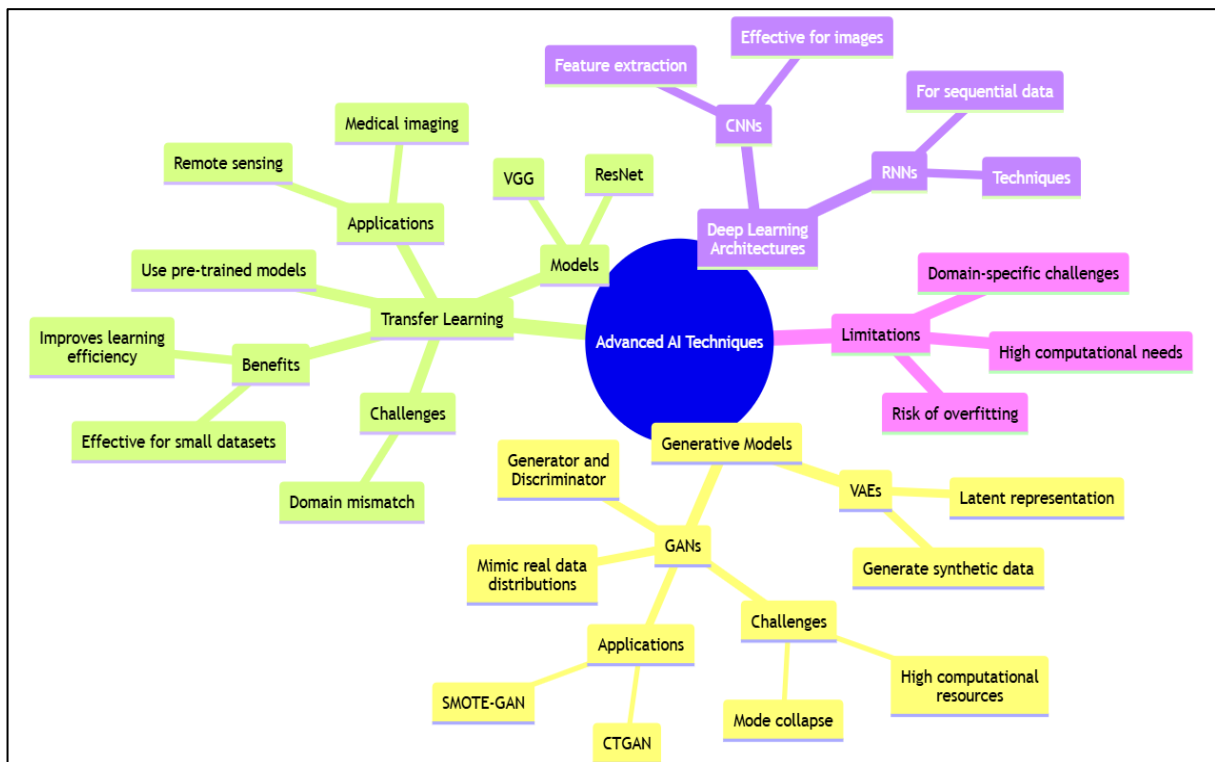 Effective for images
Feature extraction
CNNs
For sequential data
RNNs
Techniques
Deep Learning
Architectures
Medical imaging
Remote sensing
Applications
VGG
ResNet
Models
Use pre-trained models
Transfer Learning
Improves learning
efficiency
Benefits
Effective for small datasets
Challenges
Domain mismatch
Advanced AI Techniques
Domain-specific challenges
Limitations
High computational needs
Risk of overfitting
Generative Models
Generator and
Discriminator
VAEs
Latent representation
GANs
Mimic real data
distributions
Generate synthetic data
Applications
Challenges
SMOTE-GAN
CTGAN
Mode collapse
High computational
resources